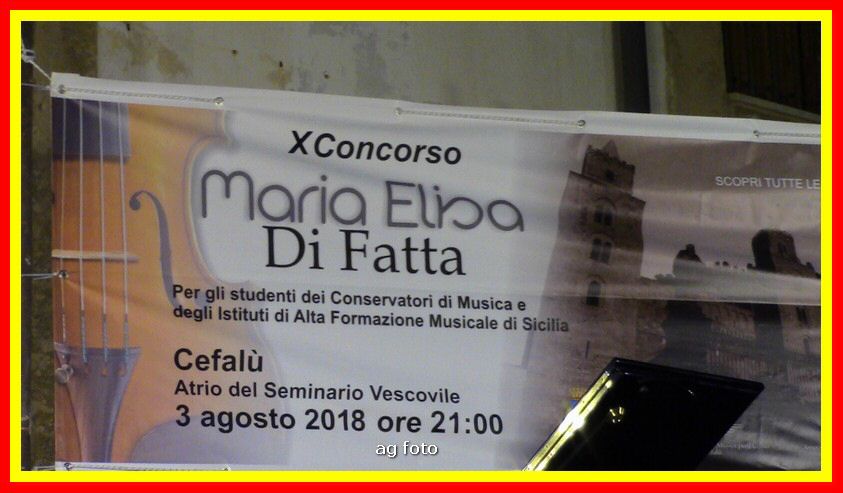 XConcorso
Maria Elisa
Di Fatta
Per gli studenti dei Conservatori di Musica e
degli Istituti di Alta Formazione Musicale di Sicilia
Cefalù
Atrio del Seminario Vescovile
3 agosto 2018 ore 21:00
SCOPRI TUTTE LE
ag foto